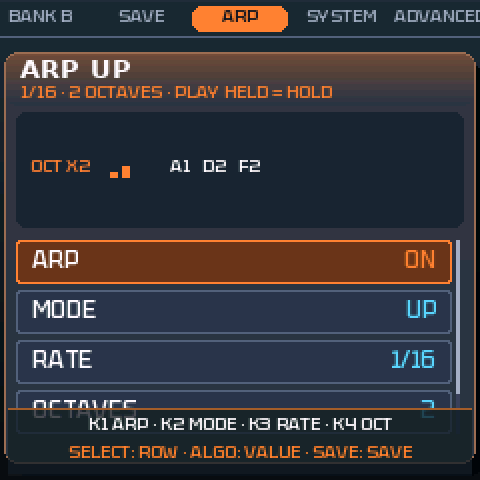 BANK B SAVE ARP SYSTEM ADVANCED
ARP UP
1/16 · 2 OCTAVES · PLAY HELD = HOLD
OCT X2 A1 D2 F2
ARP ON
MODE UP
RATE 1/16
OCTAVES 2
K1 ARP · K2 MODE · K3 RATE · K4 OCT
SELECT: ROW · ALGO: VALUE · SAVE: SAVE